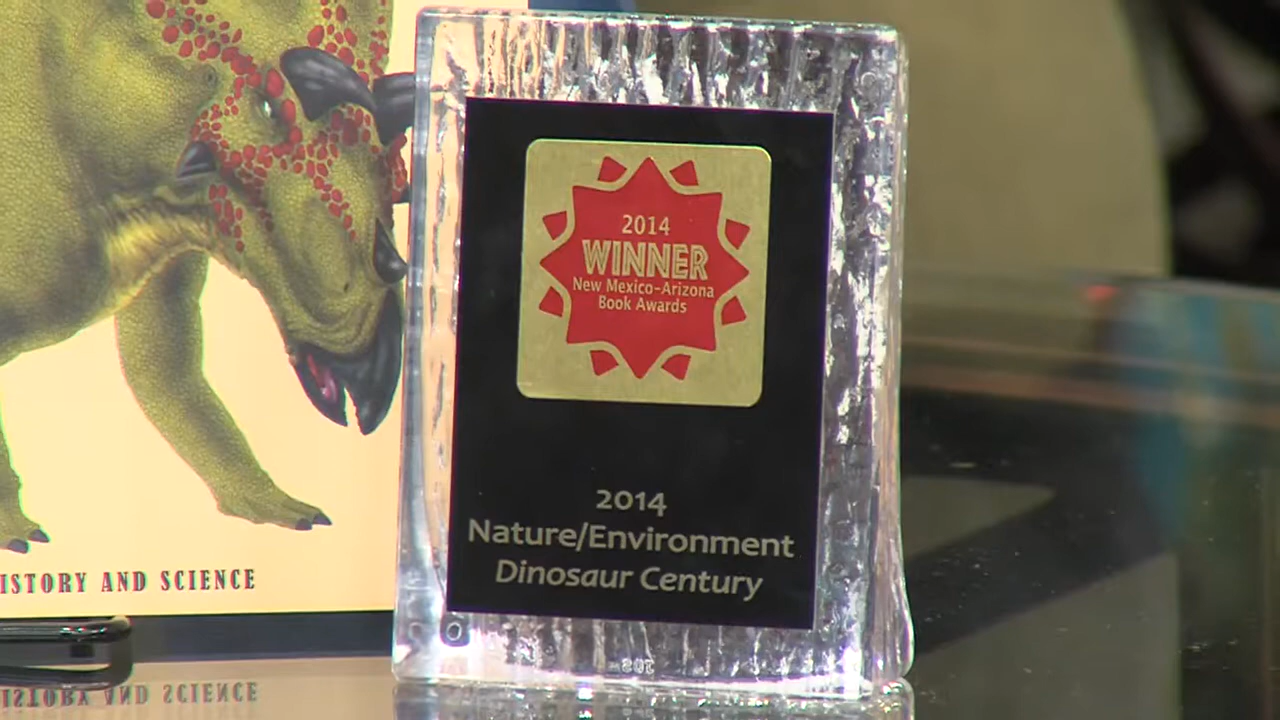 2014
WINNER
New Mexico-Arizona
Book Awards
2014
Nature/Environment
Dinosaur Century
ISTORY AND SCIENCE